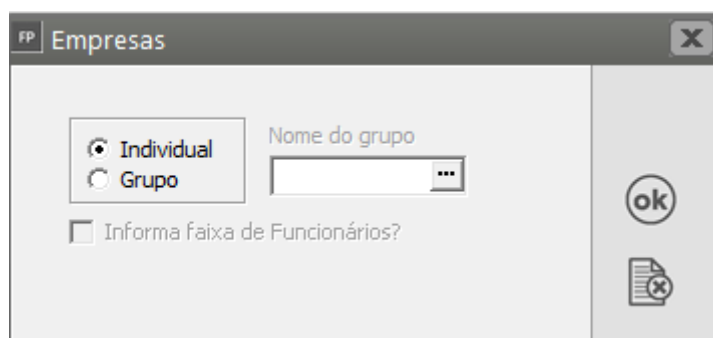 FP Empresas
Individual
Grupo
Nome do grupo
...
Informa faixa de Funcionários?
ok